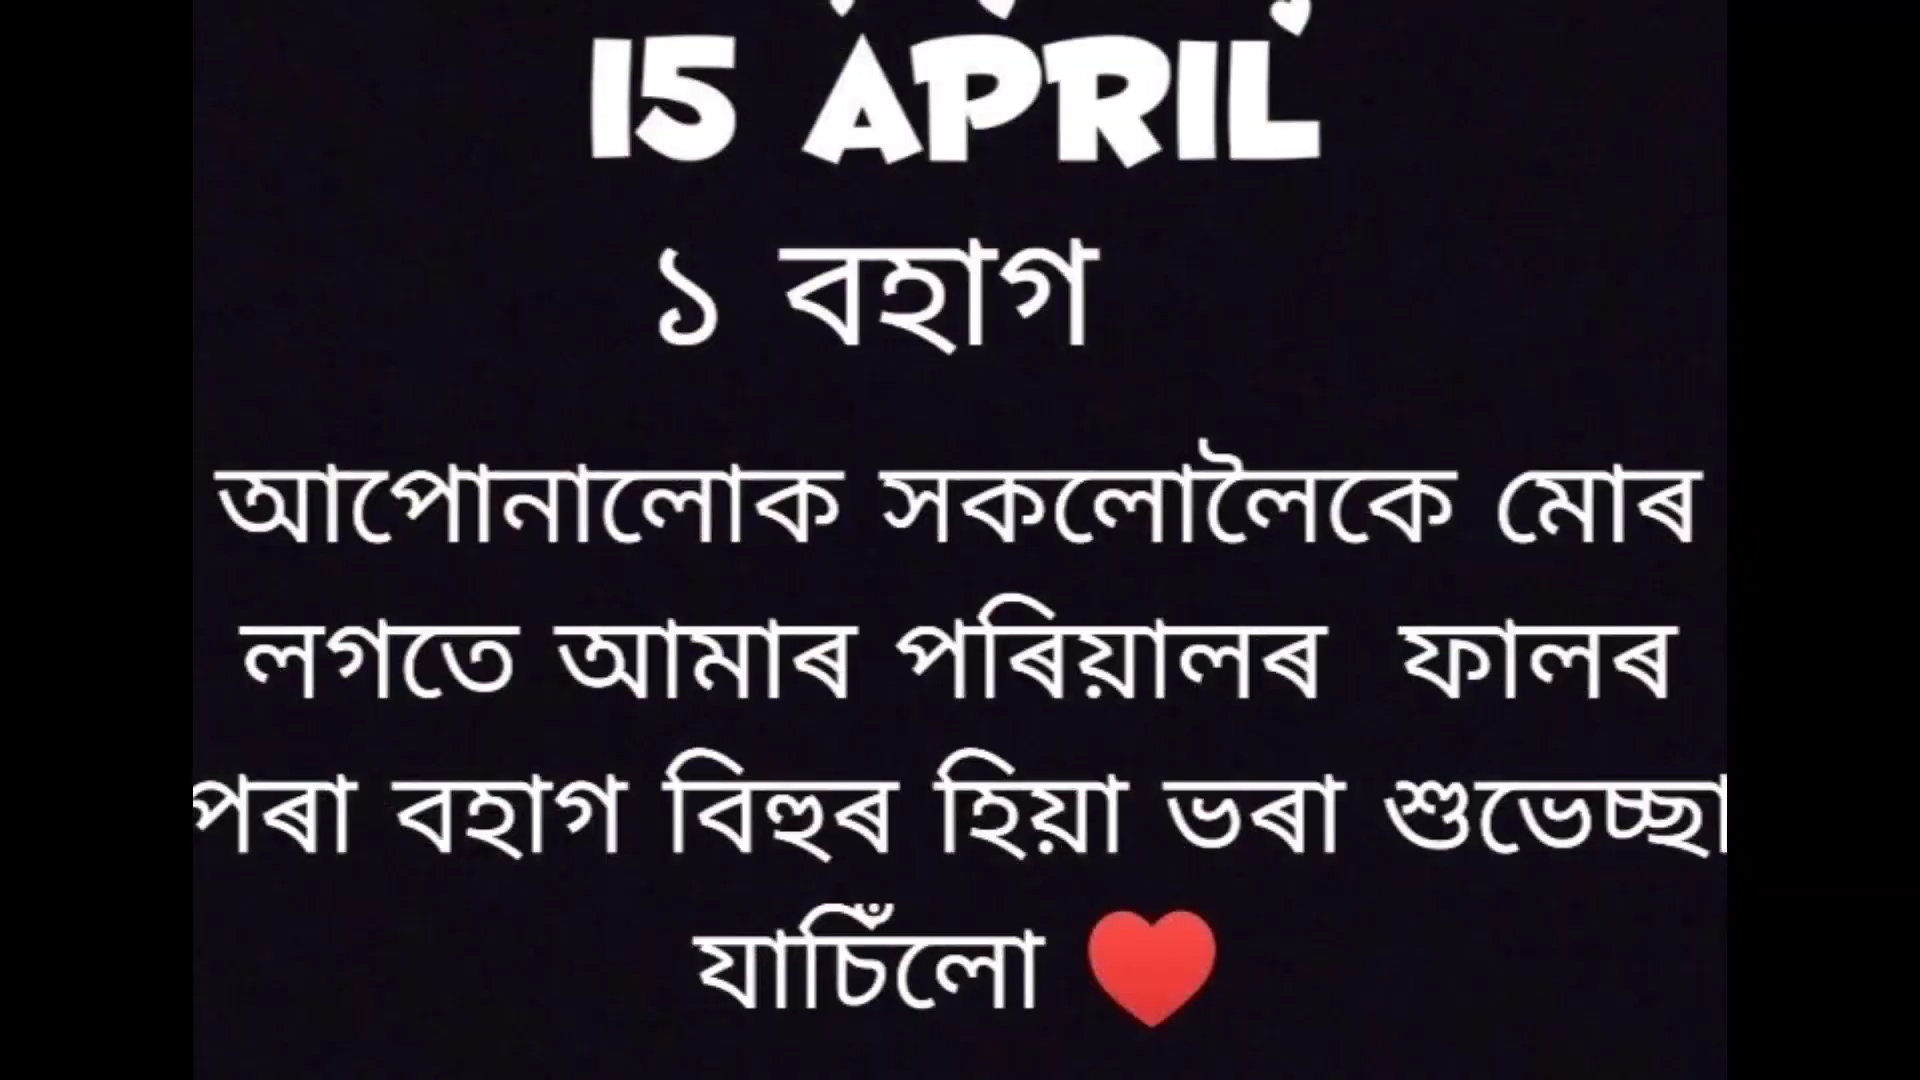 15 APRIL
১ বহাগ
আপোনালোক সকলোলৈকে মোৰ
লগতে আমাৰ পৰিয়ালৰ ফালৰ
পৰা বহাগ বিহুৰ হিয়া ভৰা শুভেচ্ছা
যাচিঁলো ♥